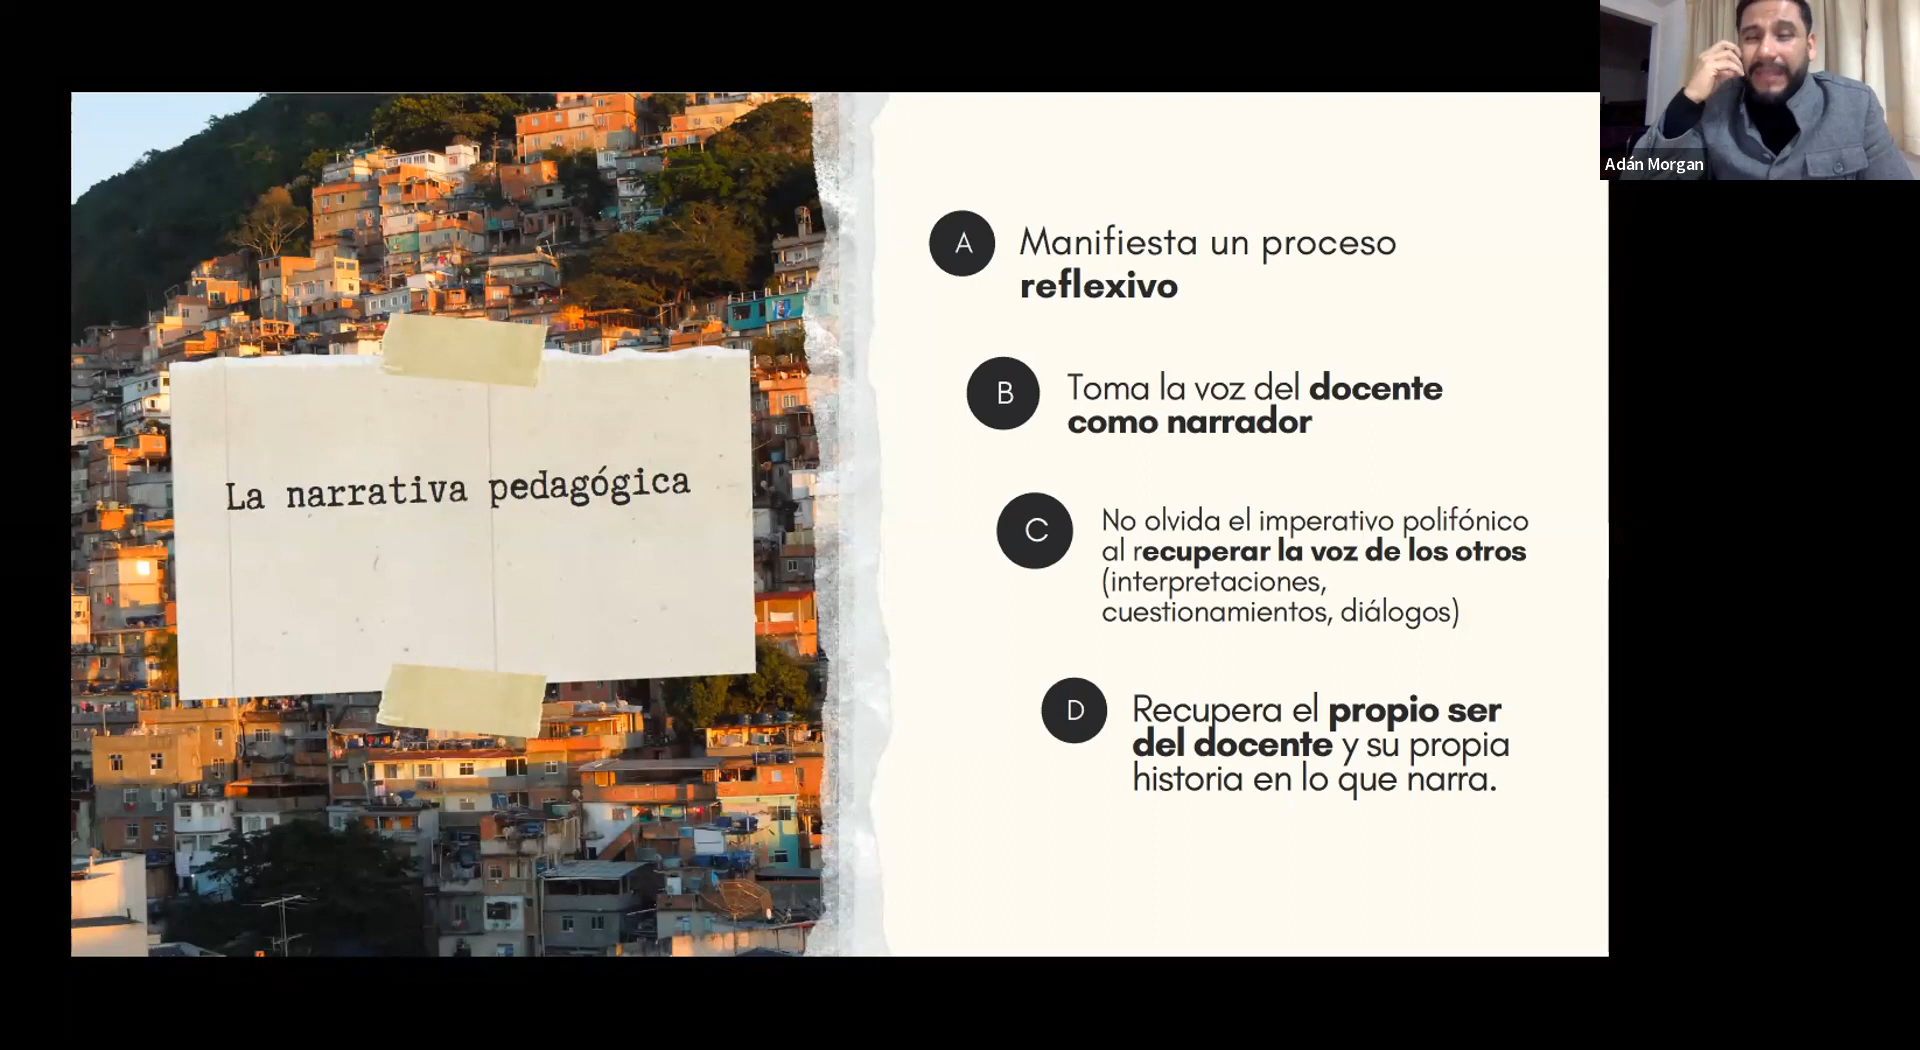 Adán Morgan
La narrativa pedagógica
A
Manifiesta un proceso
reflexivo
B
Toma la voz del docente
como narrador
C
No olvida el imperativo polifónico
al recuperar la voz de los otros
(interpretaciones,
cuestionamientos, diálogos)
D
Recupera el propio ser
del docente y su propia
historia en lo que narra.